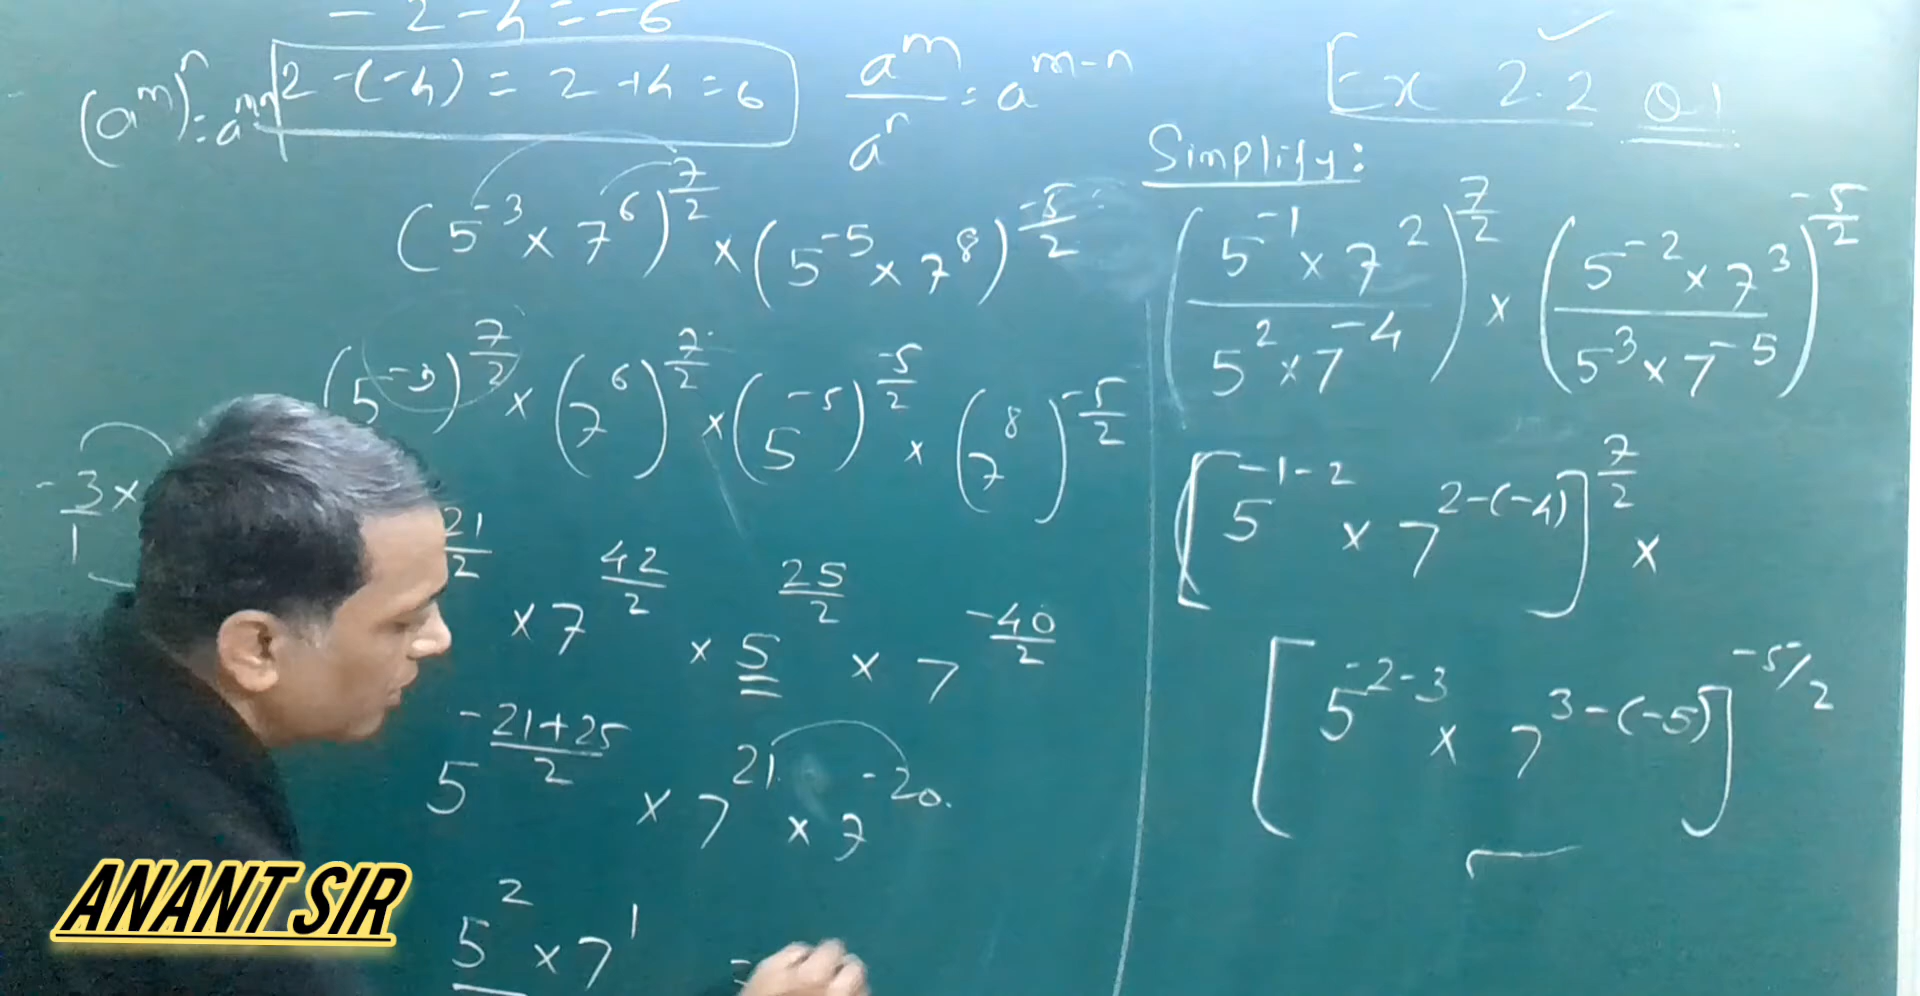 - 2 - 4 = - 6
(a^m)^n = a^mn
2 - (-4) = 2 + 4 = 6
a^m / a^n = a^(m-n)
(5^-3 × 7^6)^(7/2) × (5^-5 × 7^8)^(-5/2)
(5^-3)^(7/2) × (7^6)^(7/2) × (5^-5)^(-5/2) × (7^8)^(-5/2)
-3/1 ×
21/2 × 7^(42/2) × 5^(25/2) × 7^(-40/2)
5^((-21+25)/2) × 7^21 × 7^-20
5^2 × 7^1 =
Ex 2.2 Q1
Simplify:
((5^-1 × 7^2) / (5^2 × 7^-4))^(7/2) × ((5^-2 × 7^3) / (5^3 × 7^-5))^(-5/2)
[5^(-1-2) × 7^(2-(-4))]^(7/2) ×
[5^(-2-3) × 7^(3-(-5))]^(-5/2)
ANANT SIR